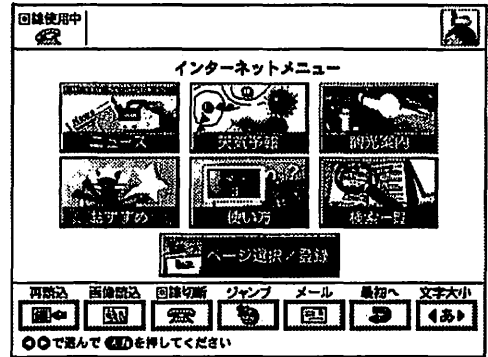 回線使用中
インターネットメニュー
ニュース 天気予報 観光案内
おすすめ 使い方 検索一覧
ページ選択／登録
再読込 画像読込 回線切断 ジャンプ メール 最初へ 文字大小
あ
で選んで を押してください